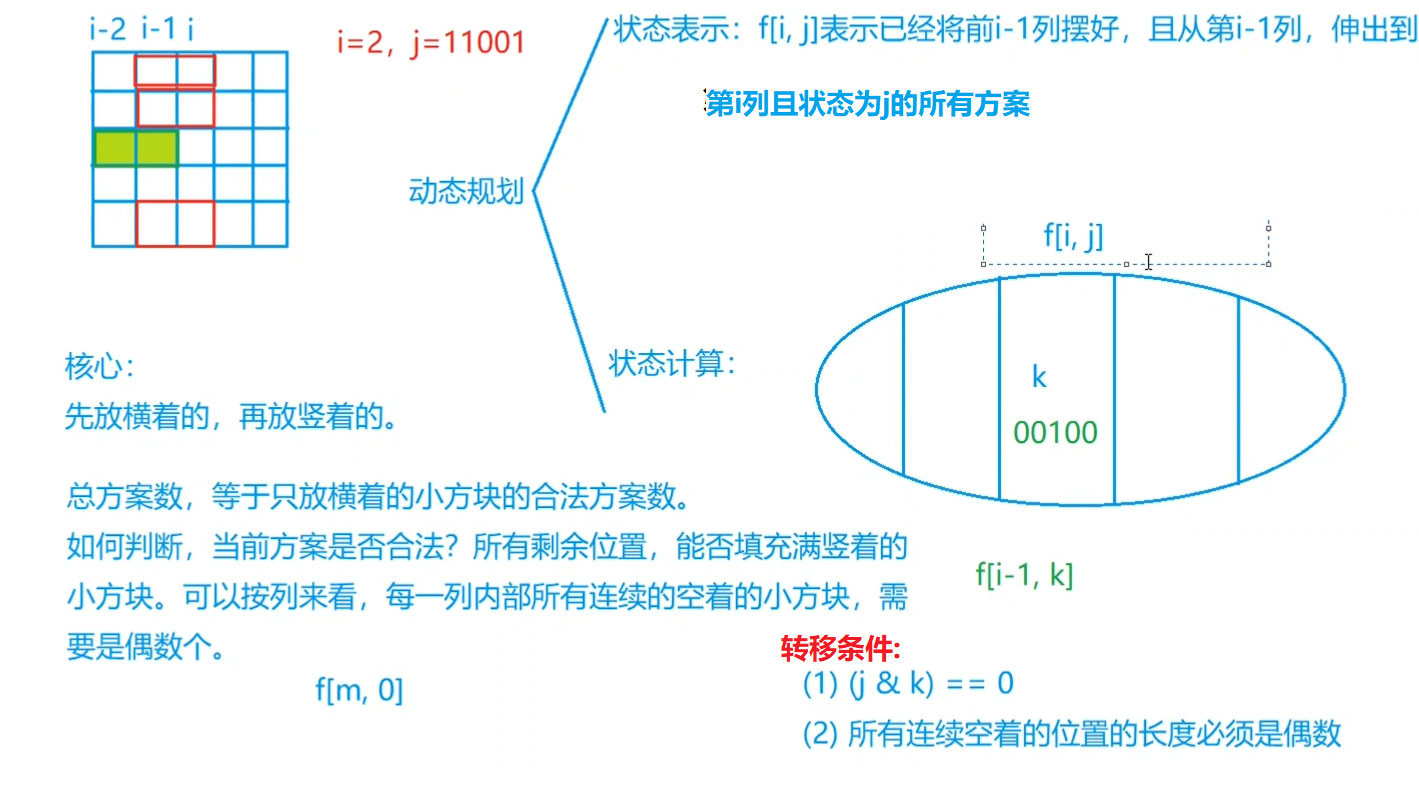 i-2 i-1 i
i=2，j=11001
状态表示：f[i, j]表示已经将前i-1列摆好，且从第i-1列，伸出到
第i列且状态为j的所有方案
动态规划
f[i, j]
状态计算：
k
00100
核心：
先放横着的，再放竖着的。
总方案数，等于只放横着的小方块的合法方案数。
如何判断，当前方案是否合法？所有剩余位置，能否填充满竖着的
小方块。可以按列来看，每一列内部所有连续的空着的小方块，需
要是偶数个。
f[i-1, k]
f[m, 0]
转移条件:
(1) (j & k) == 0
(2) 所有连续空着的位置的长度必须是偶数